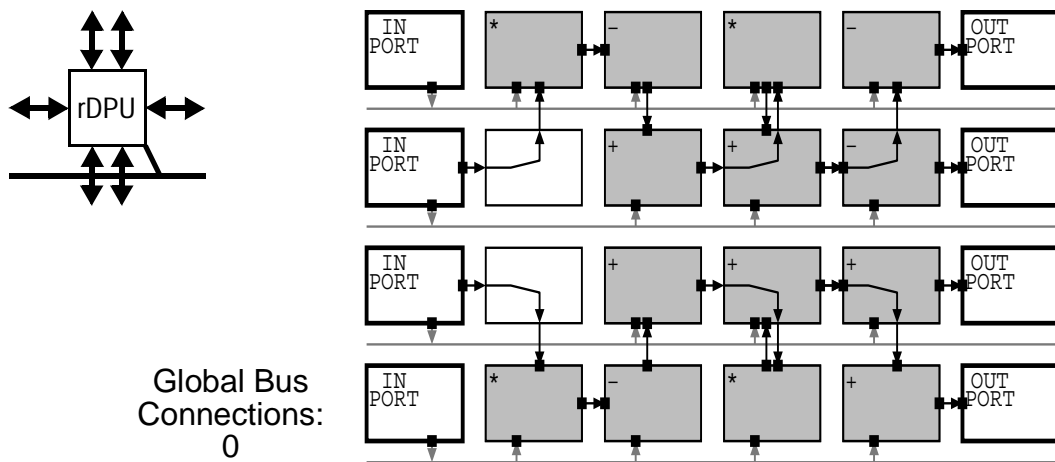 IN
PORT
*
-
*
-
OUT
PORT
rDPU
IN
PORT
+
+
-
OUT
PORT
IN
PORT
+
+
+
OUT
PORT
Global Bus
Connections:
0
IN
PORT
*
-
*
+
OUT
PORT